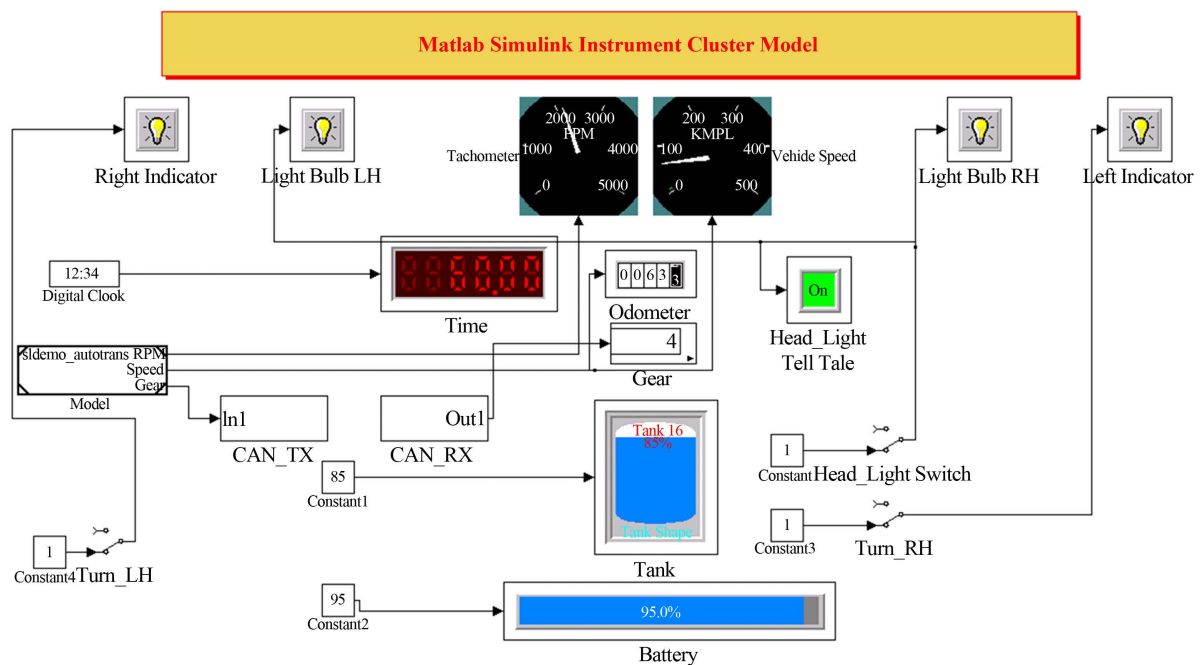 Matlab Simulink Instrument Cluster Model
Right Indicator
Light Bulb LH
Tachometer
0
1000
2000
3000
4000
5000
RPM
0
100
200
300
400
500
KMPL
Vehide Speed
Light Bulb RH
Left Indicator
12:34
Digital Clook
Time
0 0 6 3 3
Odometer
4
Gear
On
Head_Light
Tell Tale
sldemo_autotrans RPM
Speed
Gear
Model
In1
CAN_TX
Out1
CAN_RX
85
Constant1
Tank 16
85%
Tank Shape
Tank
1
Constant
Head_Light Switch
1
Constant3
Turn_RH
1
Constant4
Turn_LH
95
Constant2
95.0%
Battery